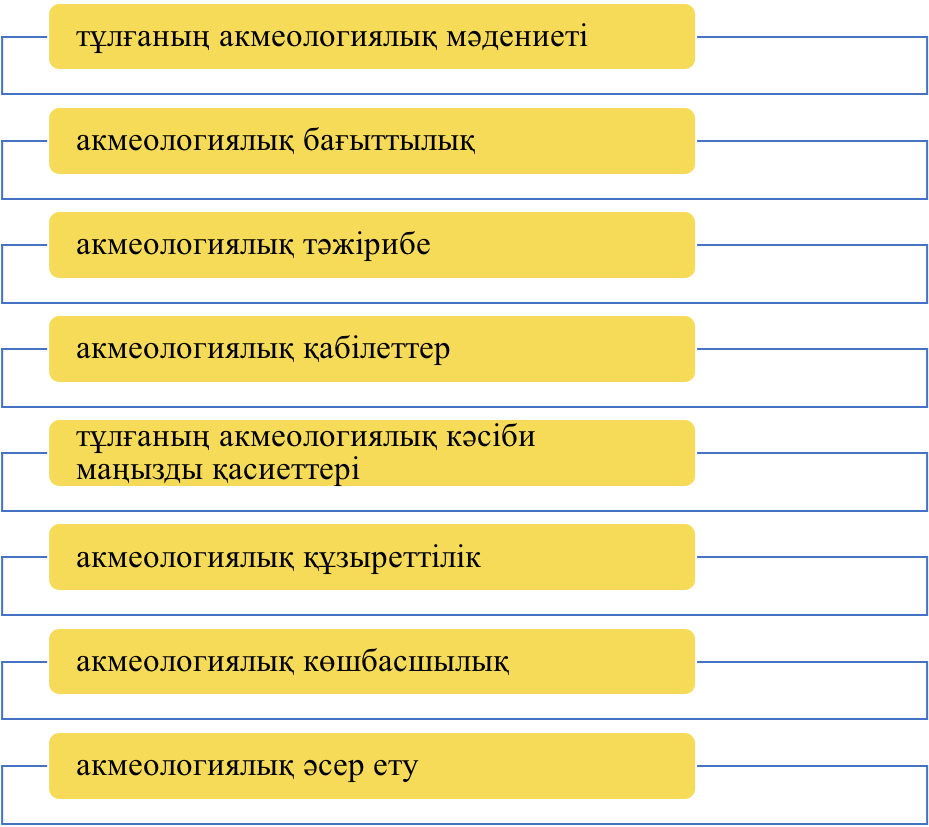 тұлғаның акмеологиялық мәдениеті
акмеологиялық бағыттылық
акмеологиялық тәжірибе
акмеологиялық қабілеттер
тұлғаның акмеологиялық кәсіби
маңызды қасиеттері
акмеологиялық құзыреттілік
акмеологиялық көшбасшылық
акмеологиялық әсер ету